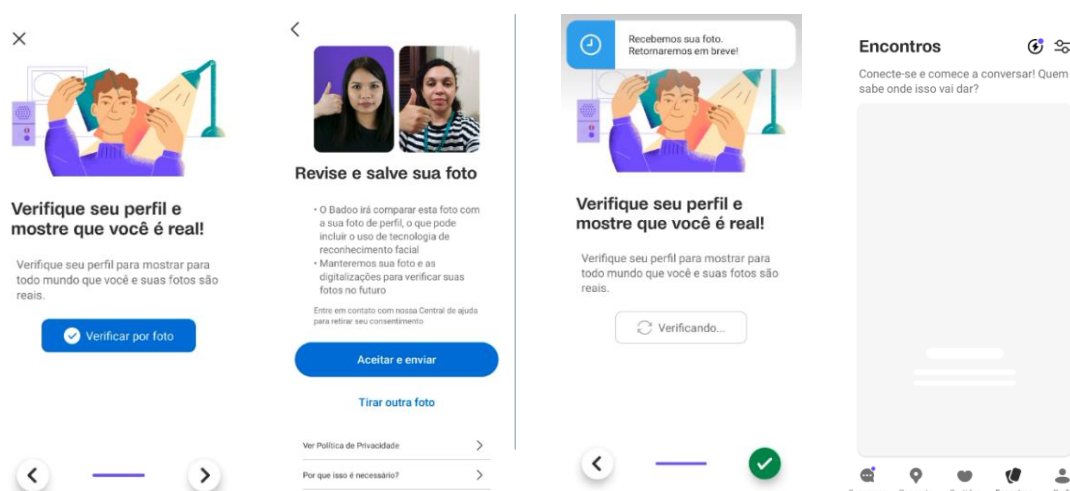 Verifique seu perfil e
mostre que você é real!
Verifique seu perfil para mostrar para
todo mundo que você e suas fotos são
reais.
Verificar por foto
Revise e salve sua foto
• O Badoo irá comparar esta foto com
a sua foto de perfil, o que pode
incluir o uso de tecnologia de
reconhecimento facial
• Manteremos sua foto e as
digitalizações para verificar suas
fotos no futuro
Entre em contato com nossa Central de ajuda
para retirar seu consentimento
Aceitar e enviar
Tirar outra foto
Ver Política de Privacidade
Por que isso é necessário?
Recebemos sua foto.
Retornaremos em breve!
Verifique seu perfil e
mostre que você é real!
Verifique seu perfil para mostrar para
todo mundo que você e suas fotos são
reais.
Verificando...
Encontros
Conecte-se e comece a conversar! Quem
sabe onde isso vai dar?